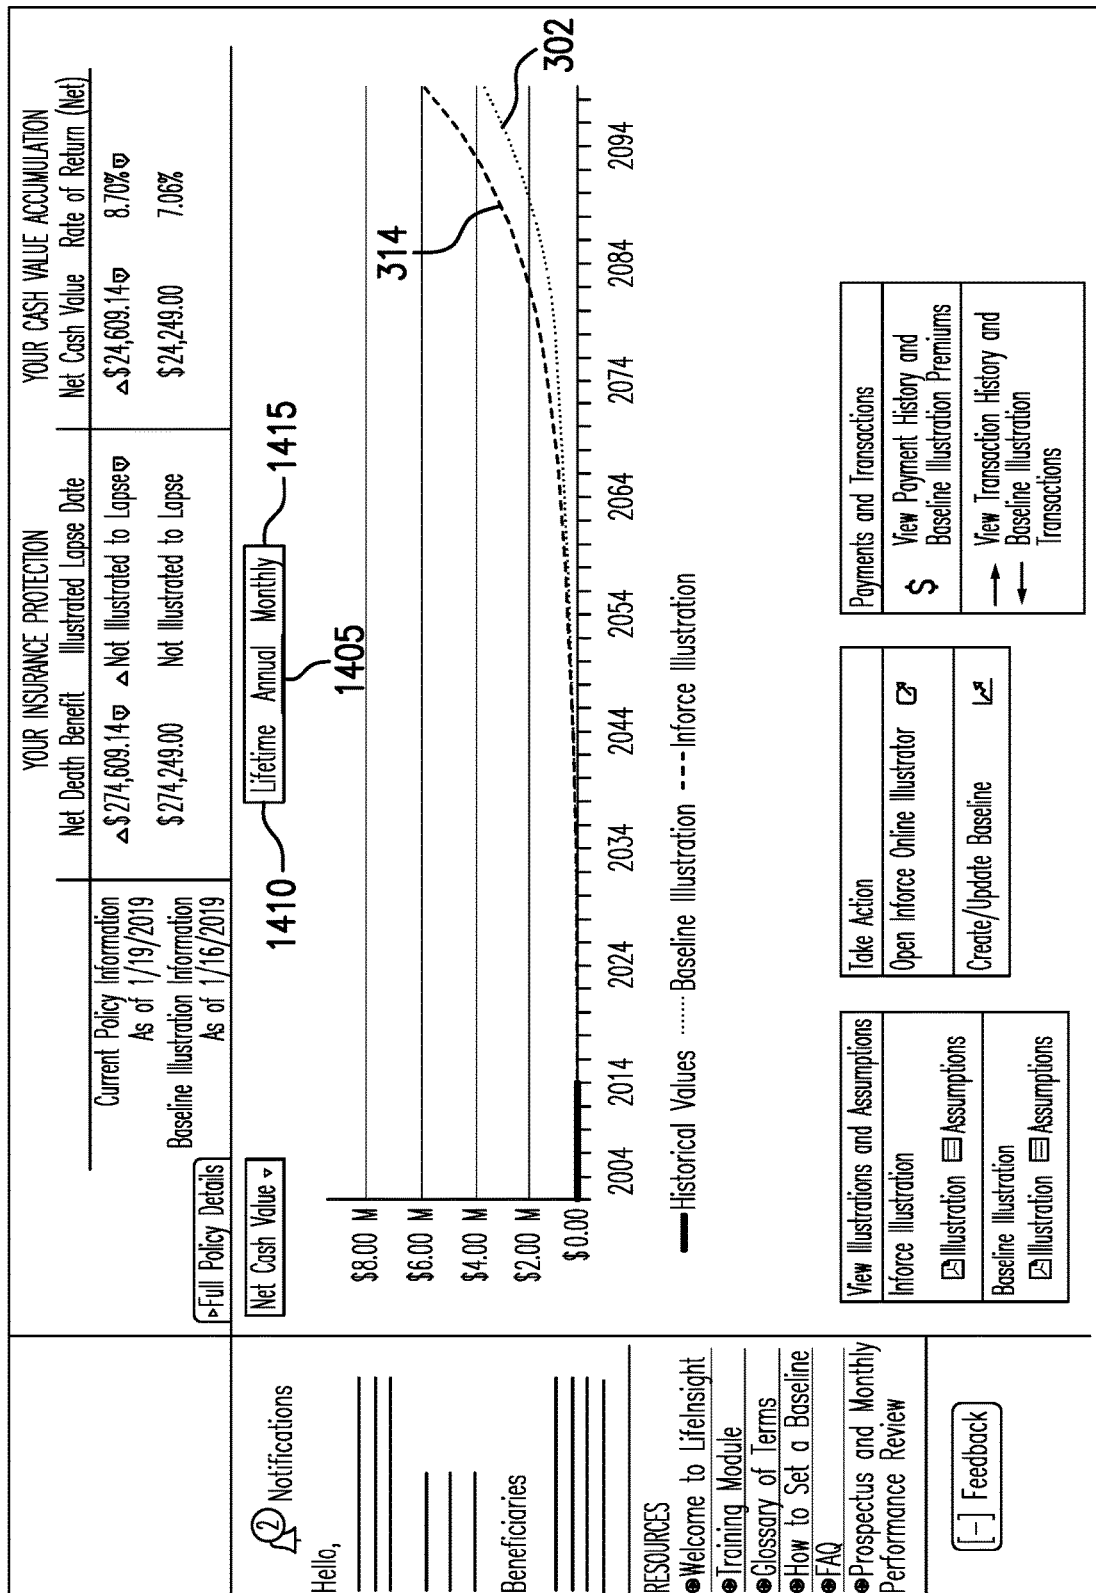 ② Notifications
Hello,
Beneficiaries
RESOURCES
Welcome to LifeInsight
Training Module
Glossary of Terms
How to Set a Baseline
FAQ
Prospectus and Monthly
Performance Review
[-] Feedback
▹Full Policy Details
YOUR INSURANCE PROTECTION
YOUR CASH VALUE ACCUMULATION
Net Death Benefit Illustrated Lapse Date Net Cash Value Rate of Return (Net)
Current Policy Information
As of 1/19/2019
$274,609.14 Not Illustrated to Lapse $24,609.14 8.70%
Baseline Illustration Information
As of 1/16/2019
$274,249.00 Not Illustrated to Lapse $24,249.00 7.06%
Net Cash Value ▿
Lifetime Annual Monthly
1410
1405
1415
$8.00 M
$6.00 M
$4.00 M
$2.00 M
$0.00
314
302
2004 2014 2024 2034 2044 2054 2064 2074 2084 2094
Historical Values Baseline Illustration Inforce Illustration
View Illustrations and Assumptions
Inforce Illustration
Illustration Assumptions
Baseline Illustration
Illustration Assumptions
Take Action
Open Inforce Online Illustrator
Create/Update Baseline
Payments and Transactions
$ View Payment History and
Baseline Illustration Premiums
View Transaction History and
Baseline Illustration
Transactions